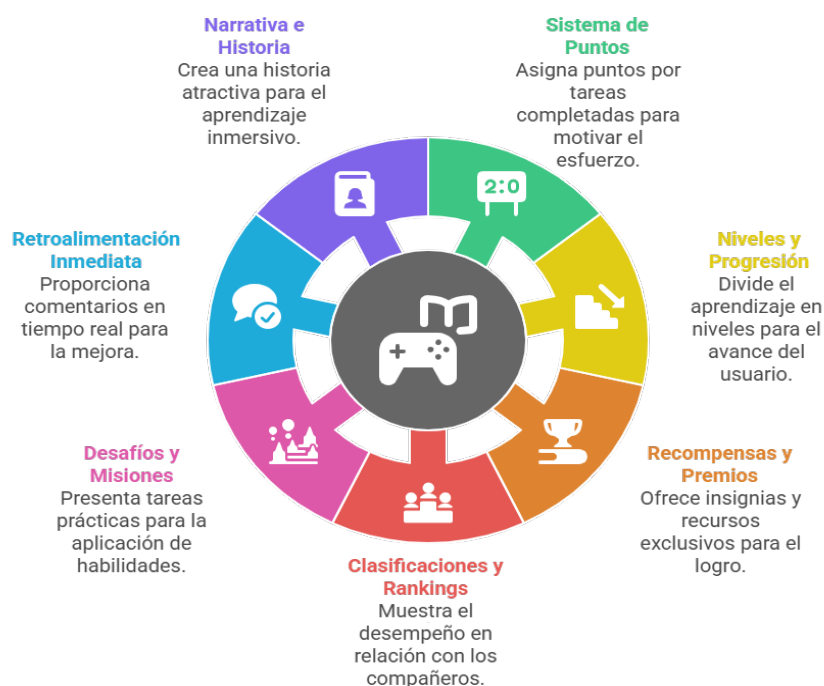 Narrativa e
Historia
Crea una historia
atractiva para el
aprendizaje
inmersivo.
Sistema de
Puntos
Asigna puntos por
tareas
completadas para
motivar el
esfuerzo.
2:0
Retroalimentación
Inmediata
Proporciona
comentarios en
tiempo real para
la mejora.
Niveles y
Progresión
Divide el
aprendizaje en
niveles para el
avance del
usuario.
Desafíos y
Misiones
Presenta tareas
prácticas para la
aplicación de
habilidades.
Recompensas y
Premios
Ofrece insignias y
recursos
exclusivos para el
logro.
Clasificaciones y
Rankings
Muestra el
desempeño en
relación con los
compañeros.